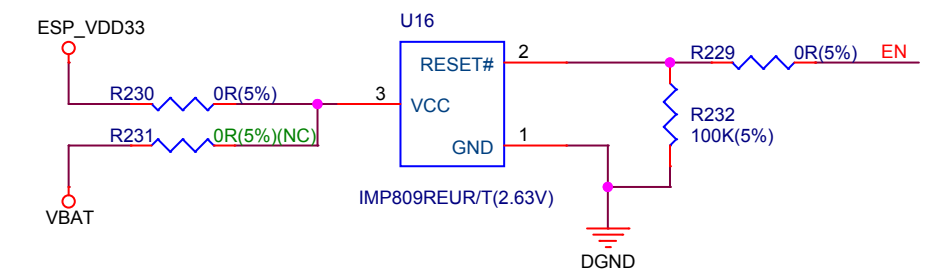 U16
ESP_VDD33
2
R229
0R(5%)
EN
RESET#
R230
0R(5%)
3
VCC
R232
100K(5%)
R231
0R(5%)(NC)
1
GND
IMP809REUR/T(2.63V)
VBAT
DGND